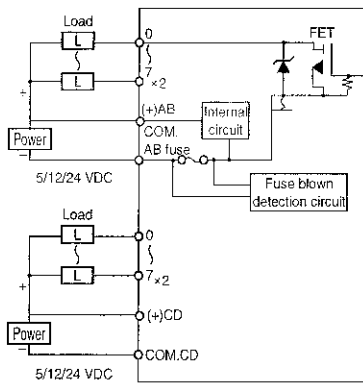 Load
L
0
FET
L
7
×2
+
(+)AB
COM.
Internal
circuit
Power
AB fuse
−
5/12/24 VDC
Fuse blown
detection circuit
Load
L
0
L
7
×2
+
(+)CD
Power
−
COM.CD
5/12/24 VDC